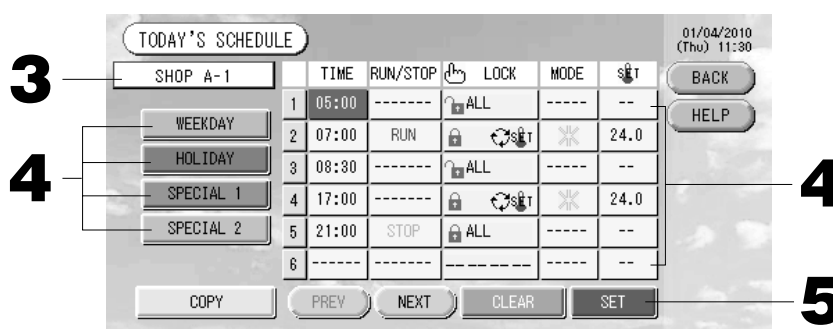 TODAY'S SCHEDULE
01/04/2010
(Thu) 11:30
3
SHOP A-1
TIME RUN/STOP LOCK MODE SET
BACK
HELP
1 05:00 ------- ALL ----- --
2 07:00 RUN SET 24.0
3 08:30 ------- ALL ----- --
4 17:00 ------- SET 24.0
5 21:00 STOP ALL ----- --
6 ----- ------- -------- ----- --
4
WEEKDAY
HOLIDAY
SPECIAL 1
SPECIAL 2
4
COPY PREV NEXT CLEAR SET
5